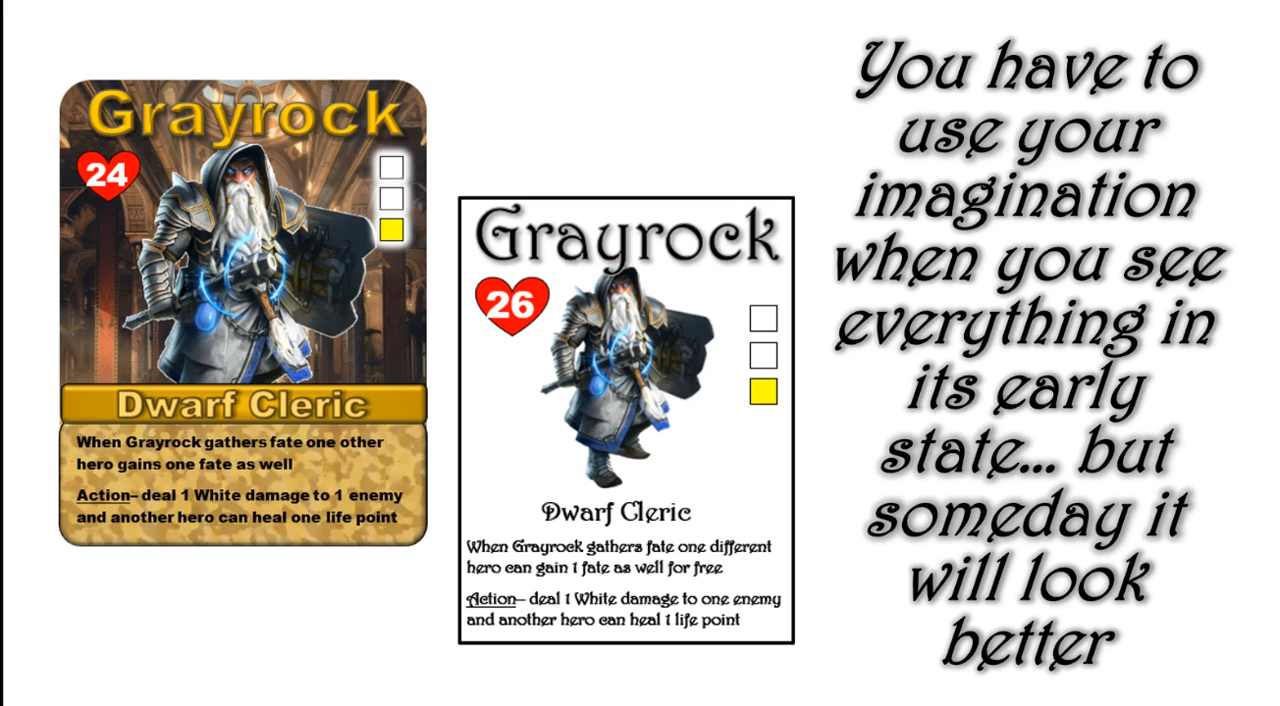 Grayrock
24
Dwarf Cleric
When Grayrock gathers fate one other
hero gains one fate as well
Action– deal 1 White damage to 1 enemy
and another hero can heal one life point
Grayrock
26
Dwarf Cleric
When Grayrock gathers fate one different
hero can gain 1 fate as well for free
Action– deal 1 White damage to one enemy
and another hero can heal 1 life point
You have to
use your
imagination
when you see
everything in
its early
state... but
someday it
will look
better